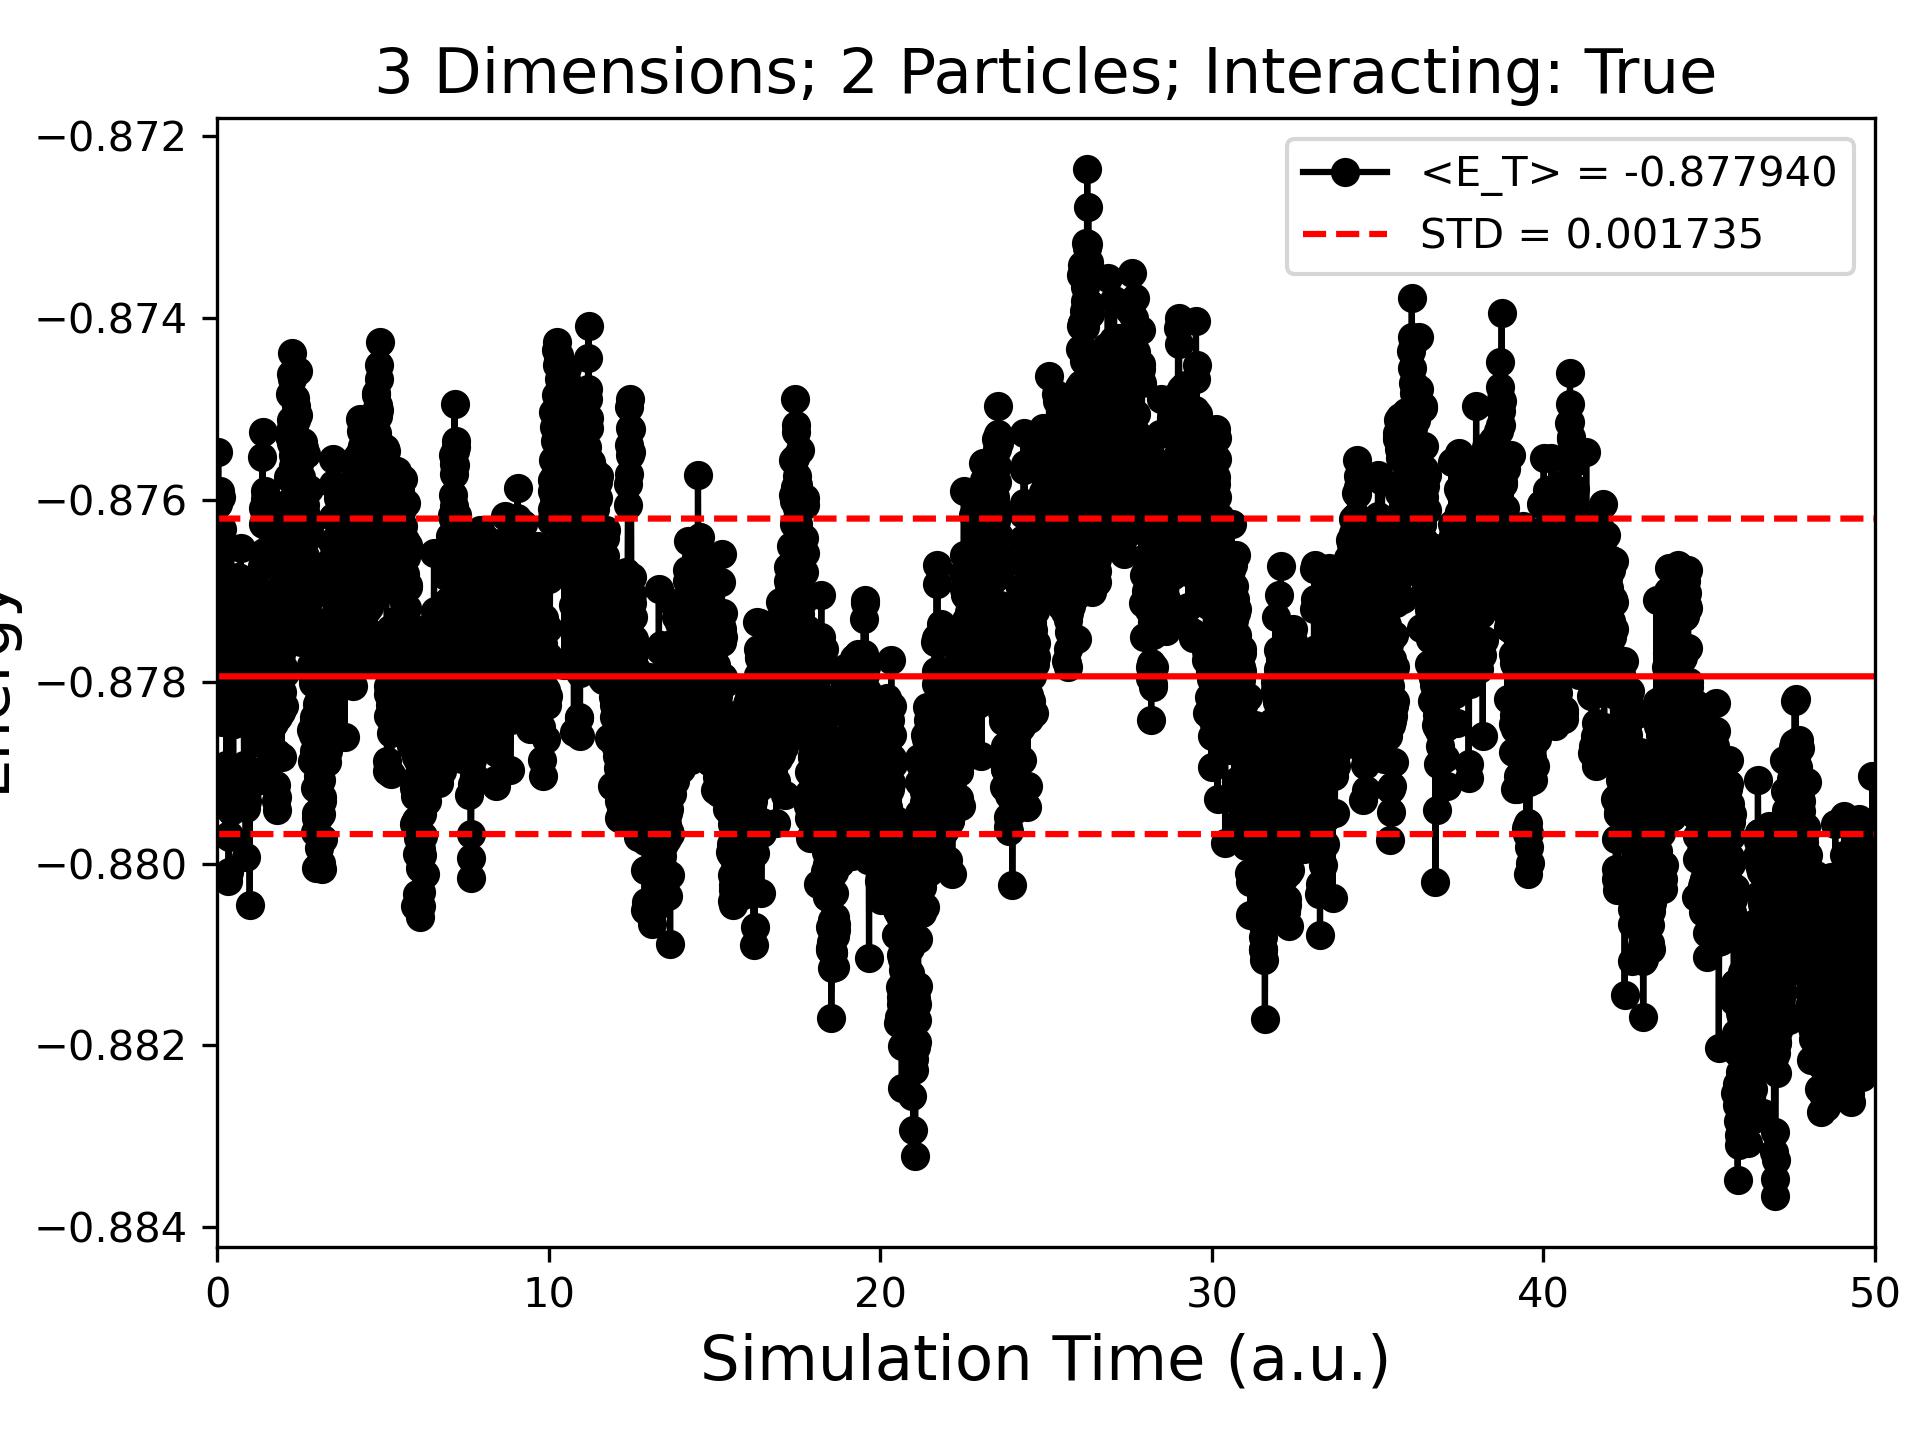 3 Dimensions; 2 Particles; Interacting: True
−0.872
−0.874
−0.876
−0.878
−0.880
−0.882
−0.884
Energy
<E_T> = -0.877940
STD = 0.001735
0 10 20 30 40 50
Simulation Time (a.u.)